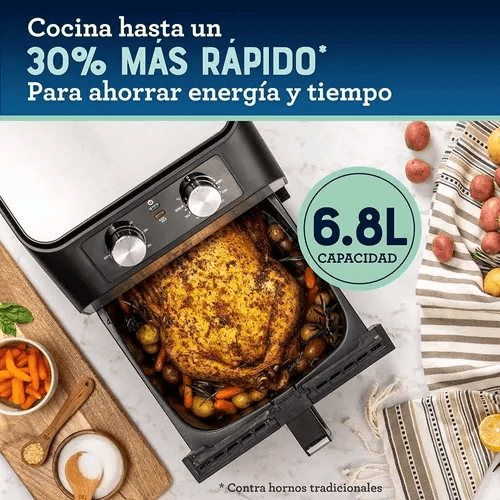 Cocina hasta un
30% MÁS RÁPIDO*
Para ahorrar energía y tiempo
6.8L
CAPACIDAD
* Contra hornos tradicionales